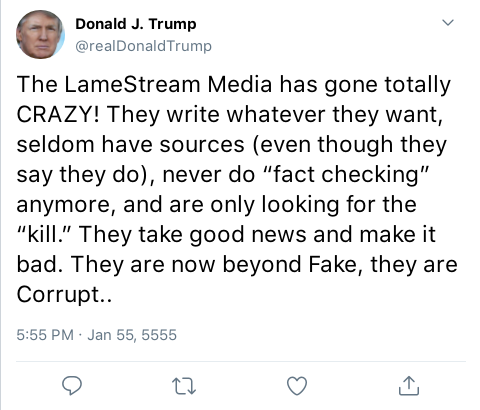 Donald J. Trump
@realDonaldTrump
The LameStream Media has gone totally
CRAZY! They write whatever they want,
seldom have sources (even though they
say they do), never do “fact checking”
anymore, and are only looking for the
“kill.” They take good news and make it
bad. They are now beyond Fake, they are
Corrupt..
5:55 PM · Jan 55, 5555